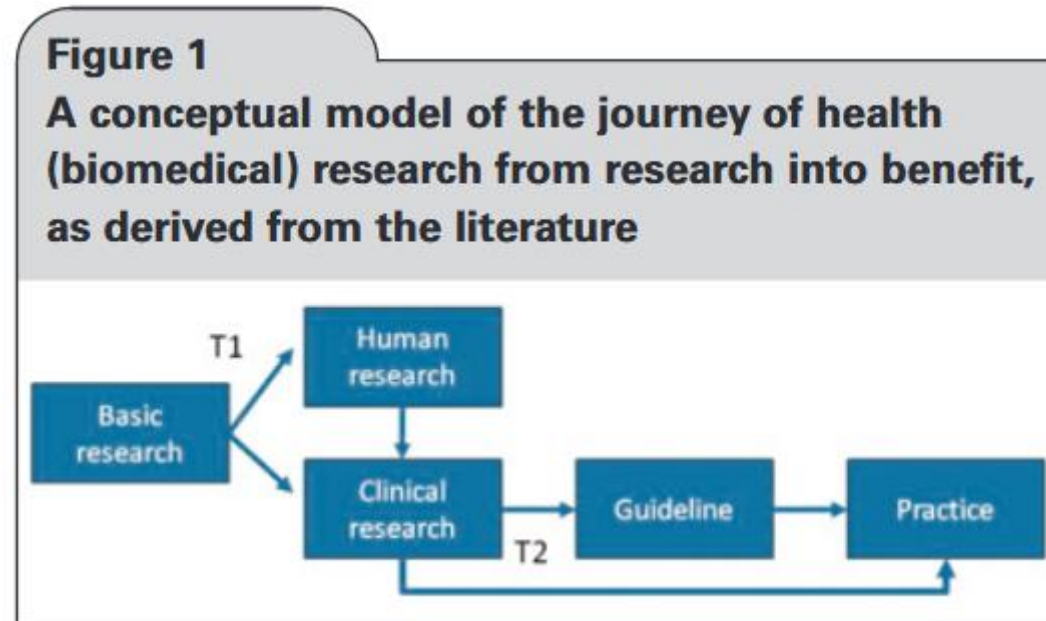 Figure 1
A conceptual model of the journey of health
(biomedical) research from research into benefit,
as derived from the literature
T1
Human
research
Basic
research
Clinical
research
Guideline
Practice
T2